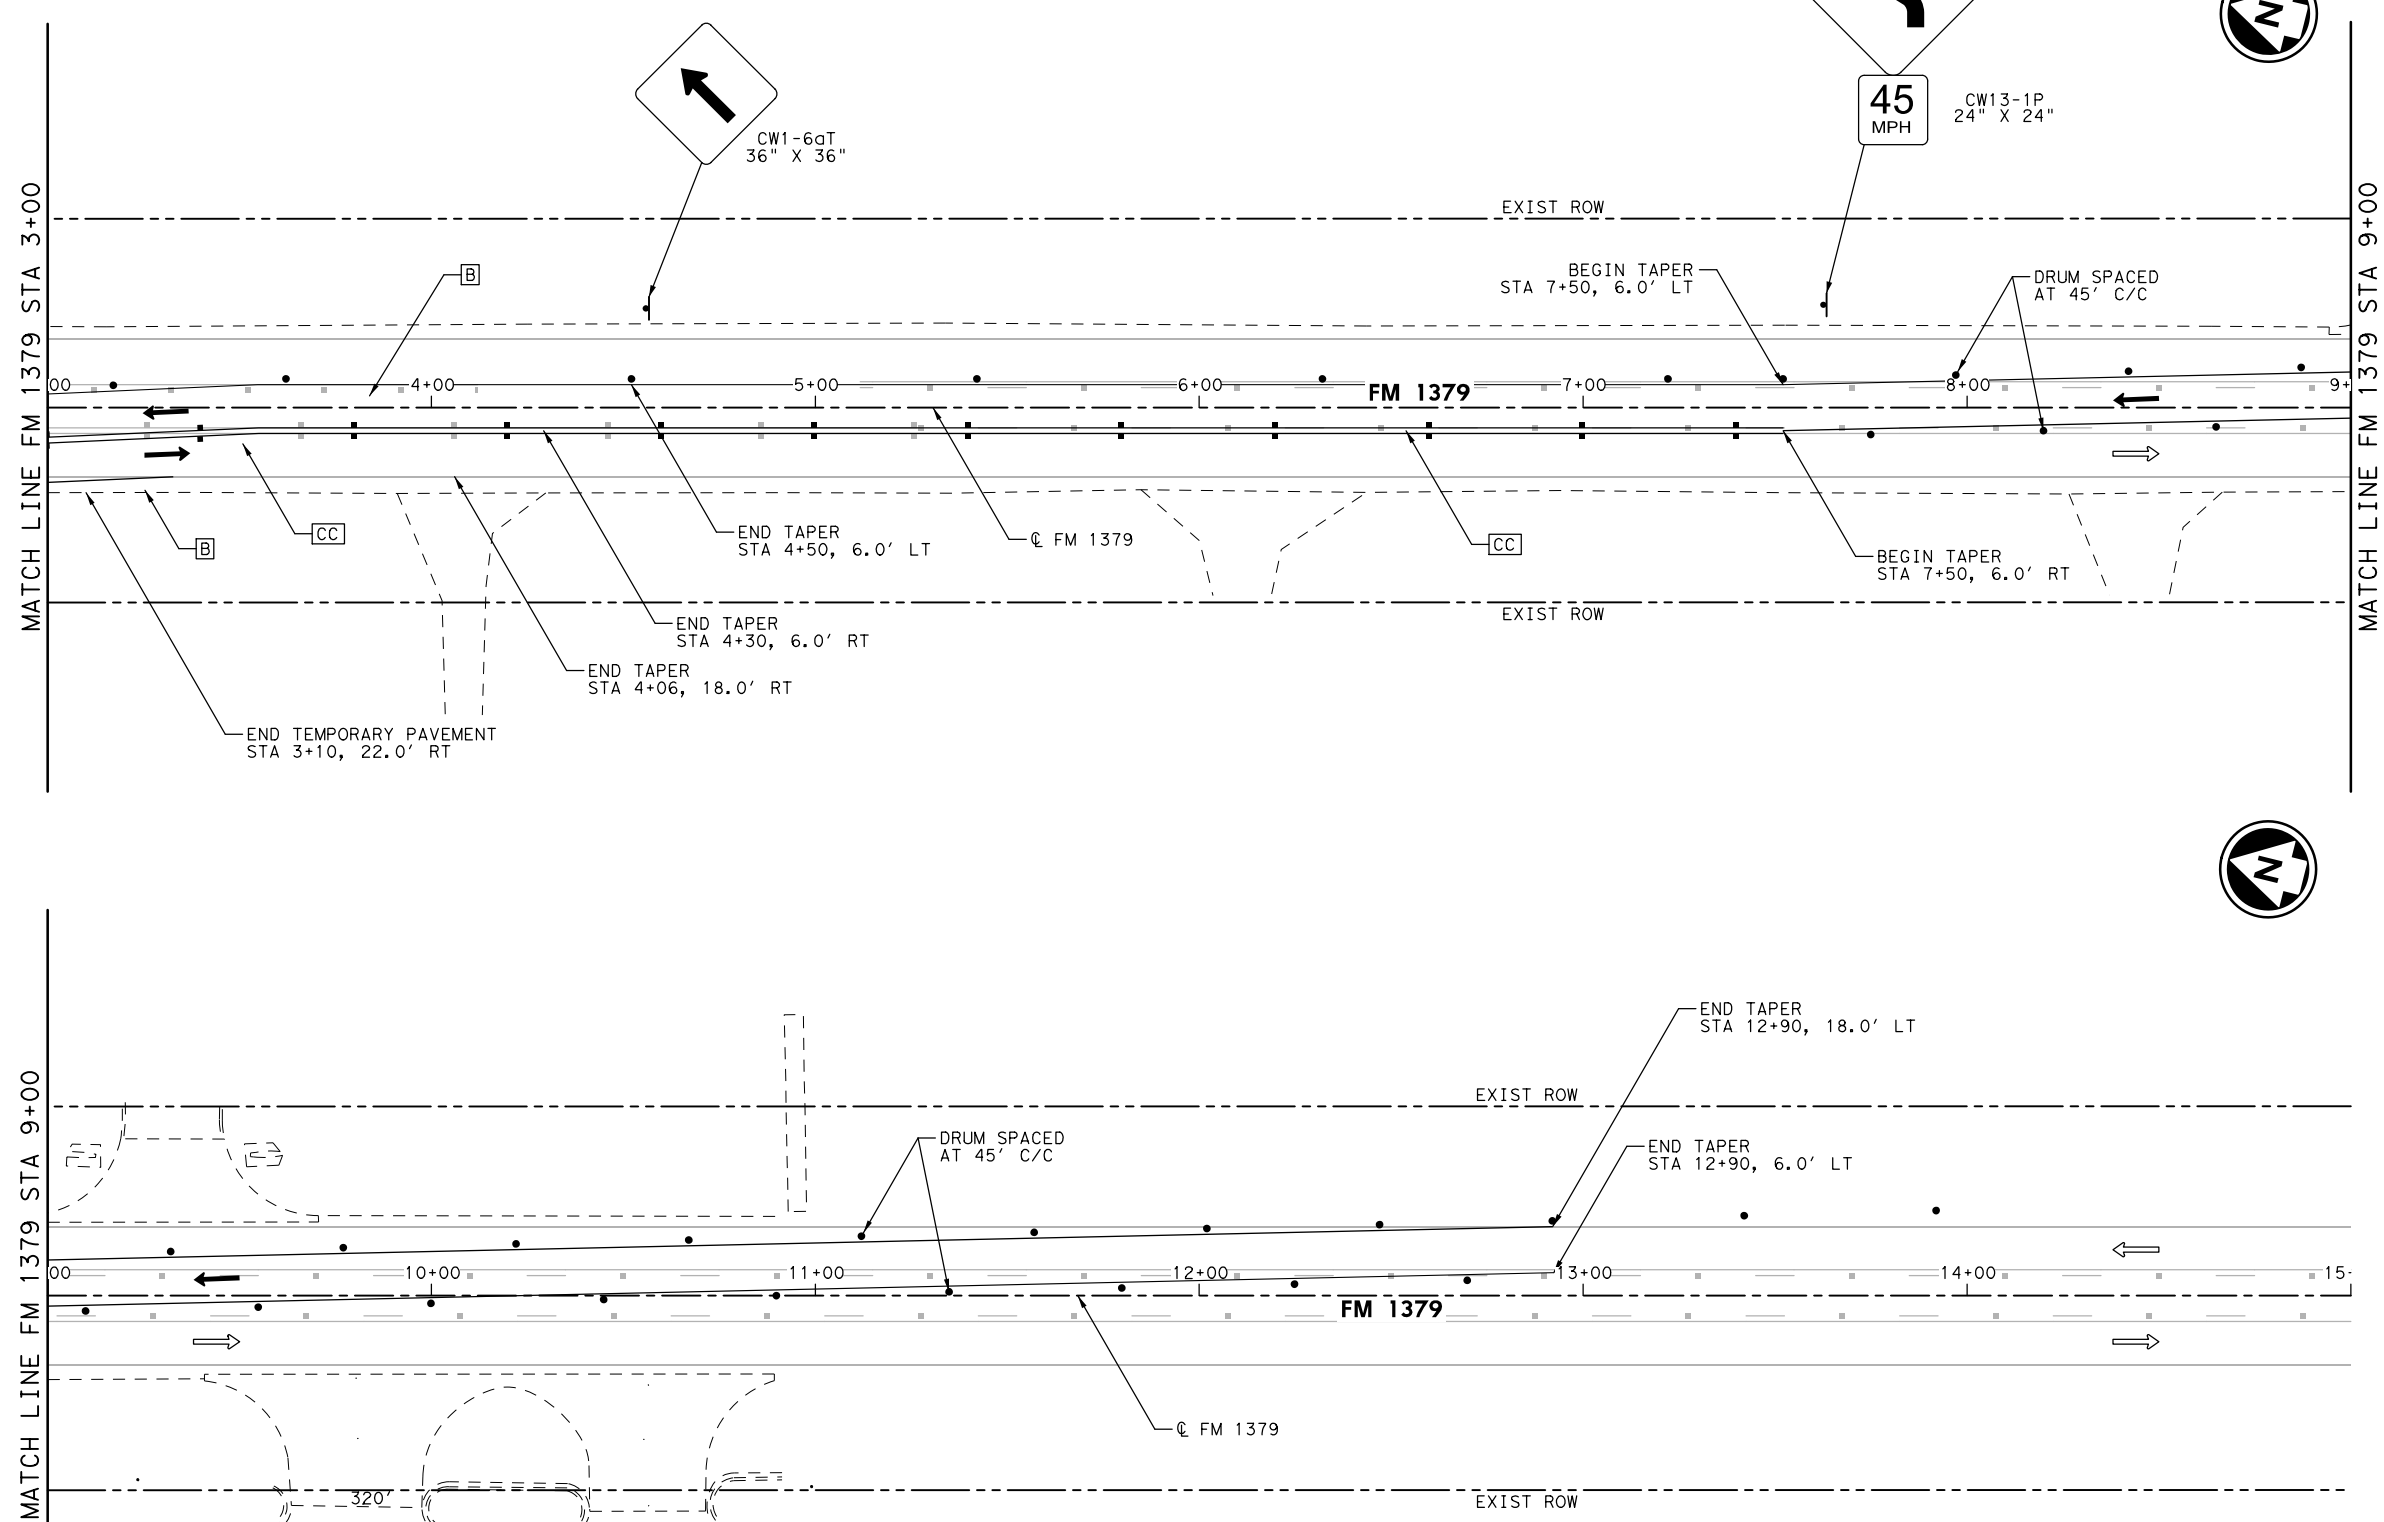 N
45
MPH
CW13-1P
24" X 24"
CW1-6aT
36" X 36"
MATCH LINE FM 1379 STA 3+00
MATCH LINE FM 1379 STA 9+00
EXIST ROW
B
BEGIN TAPER
STA 7+50, 6.0' LT
DRUM SPACED
AT 45' C/C
00
4+00
5+00
6+00
FM 1379
7+00
8+00
9+
CC
B
END TAPER
STA 4+50, 6.0' LT
℄ FM 1379
CC
BEGIN TAPER
STA 7+50, 6.0' RT
EXIST ROW
END TAPER
STA 4+30, 6.0' RT
END TAPER
STA 4+06, 18.0' RT
END TEMPORARY PAVEMENT
STA 3+10, 22.0' RT
N
END TAPER
STA 12+90, 18.0' LT
MATCH LINE FM 1379 STA 9+00
EXIST ROW
DRUM SPACED
AT 45' C/C
END TAPER
STA 12+90, 6.0' LT
00
10+00
11+00
12+00
13+00
14+00
15-
FM 1379
℄ FM 1379
320'
EXIST ROW